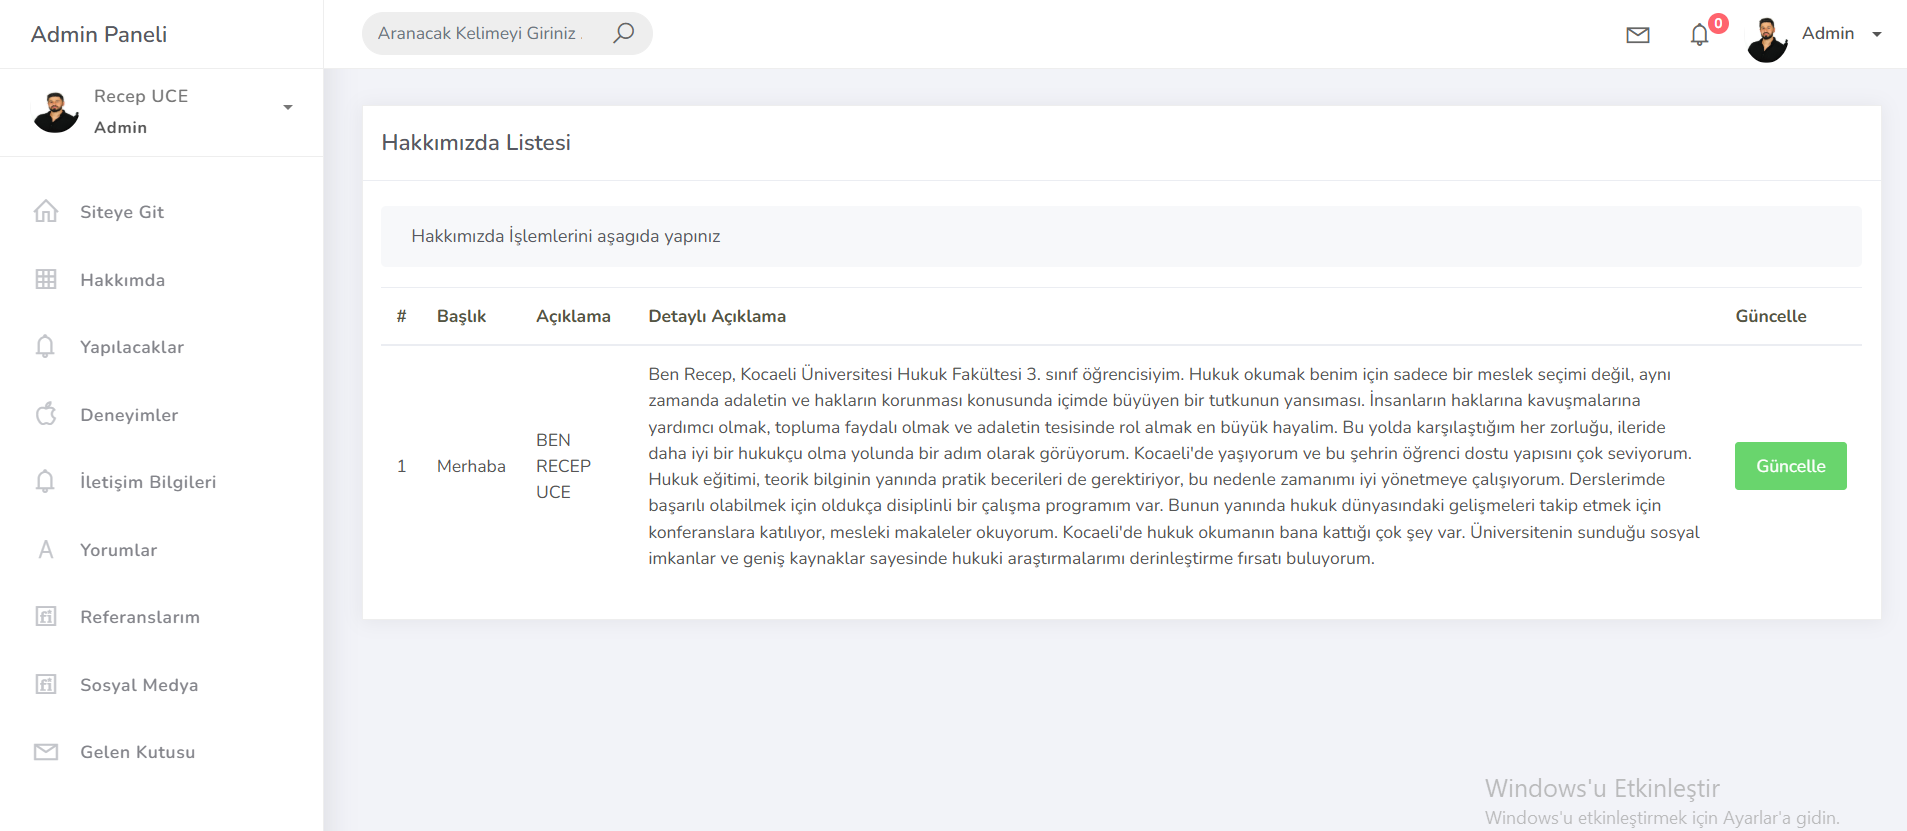 Admin Paneli
Aranacak Kelimeyi Giriniz .
0
Admin
Recep UCE
Admin
Siteye Git
Hakkımda
Yapılacaklar
Deneyimler
İletişim Bilgileri
Yorumlar
Referanslarım
Sosyal Medya
Gelen Kutusu
Hakkımızda Listesi
Hakkımızda İşlemlerini aşagıda yapınız
# Başlık Açıklama Detaylı Açıklama Güncelle
1 Merhaba
BEN
RECEP
UCE
Ben Recep, Kocaeli Üniversitesi Hukuk Fakültesi 3. sınıf öğrencisiyim. Hukuk okumak benim için sadece bir meslek seçimi değil, aynı
zamanda adaletin ve hakların korunması konusunda içimde büyüyen bir tutkunun yansıması. İnsanların haklarına kavuşmalarına
yardımcı olmak, topluma faydalı olmak ve adaletin tesisinde rol almak en büyük hayalim. Bu yolda karşılaştığım her zorluğu, ileride
daha iyi bir hukukçu olma yolunda bir adım olarak görüyorum. Kocaeli'de yaşıyorum ve bu şehrin öğrenci dostu yapısını çok seviyorum.
Hukuk eğitimi, teorik bilginin yanında pratik becerileri de gerektiriyor, bu nedenle zamanımı iyi yönetmeye çalışıyorum. Derslerimde
başarılı olabilmek için oldukça disiplinli bir çalışma programım var. Bunun yanında hukuk dünyasındaki gelişmeleri takip etmek için
konferanslara katılıyor, mesleki makaleler okuyorum. Kocaeli'de hukuk okumanın bana kattığı çok şey var. Üniversitenin sunduğu sosyal
imkanlar ve geniş kaynaklar sayesinde hukuki araştırmalarımı derinleştirme fırsatı buluyorum.
Güncelle
Windows'u Etkinleştir
Windows'u etkinleştirmek için Ayarlar'a gidin.